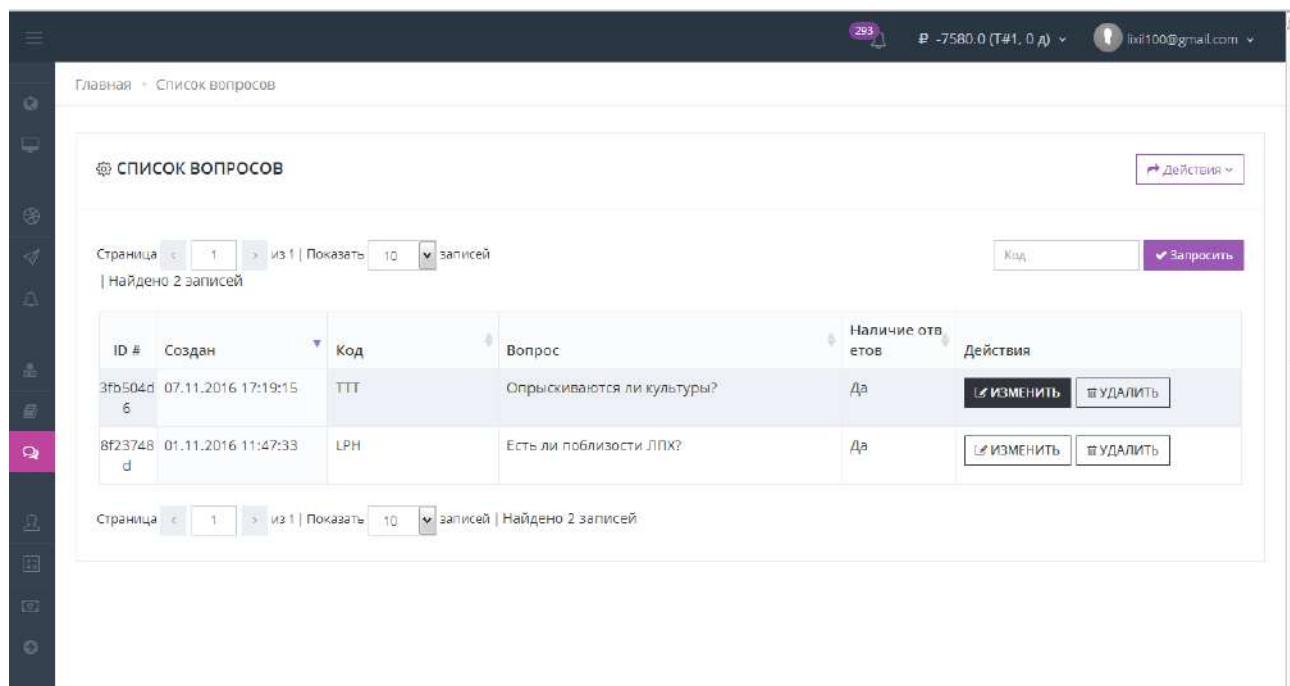 293 ₽ -7580.0 (T#1, 0 д) lixil100@gmail.com
Главная Список вопросов
СПИСОК ВОПРОСОВ Действия
Страница < 1 > из 1 | Показать 10 записей Код Запросить
| Найдено 2 записей
ID # Создан Код Вопрос Наличие отв
етов Действия
3fb504d 07.11.2016 17:19:15 TTT Опрыскиваются ли культуры? Да ИЗМЕНИТЬ УДАЛИТЬ
6
8f23748 01.11.2016 11:47:33 LPH Есть ли поблизости ЛПХ? Да ИЗМЕНИТЬ УДАЛИТЬ
d
Страница < 1 > из 1 | Показать 10 записей | Найдено 2 записей